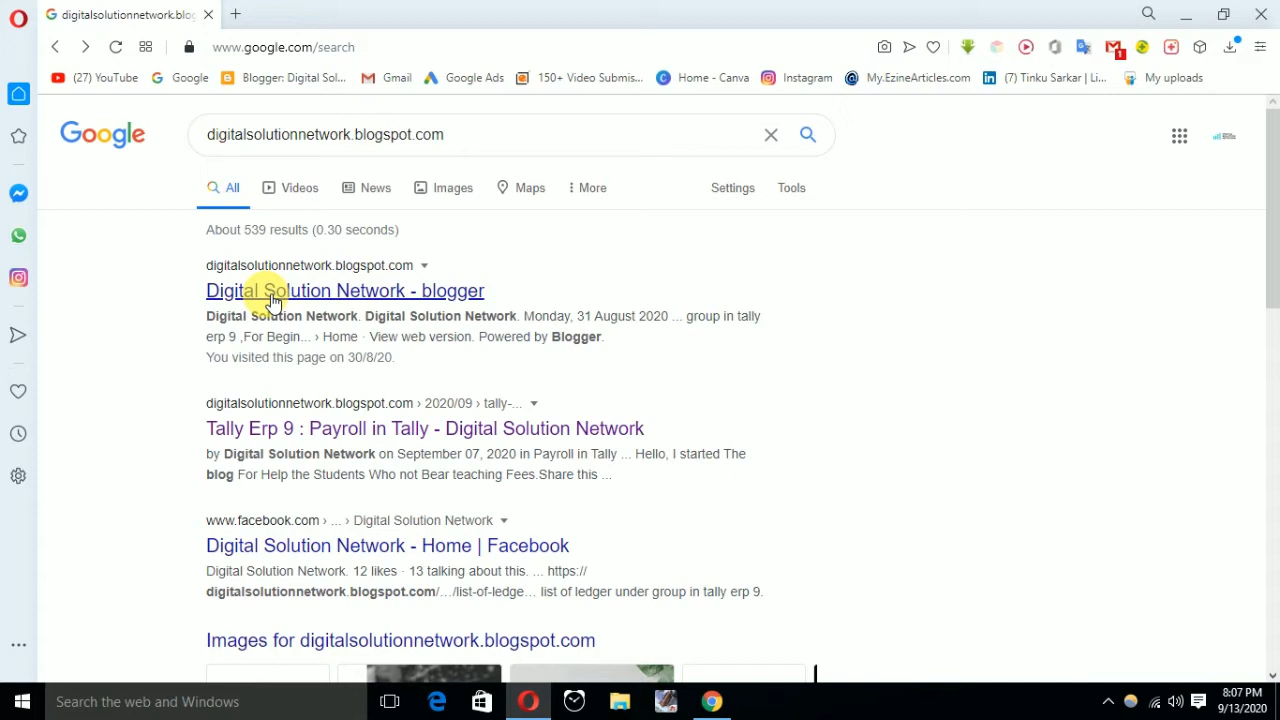 digitalsolutionnetwork.blog
www.google.com/search
1
(27) YouTube
Google
Blogger: Digital Sol...
Gmail
Google Ads
150+ Video Submis...
Home - Canva
Instagram
My.EzineArticles.com
(7) Tinku Sarkar | Li...
My uploads
Google
digitalsolutionnetwork.blogspot.com
All
Videos
News
Images
Maps
More
Settings
Tools
About 539 results (0.30 seconds)
digitalsolutionnetwork.blogspot.com
Digital Solution Network - blogger
Digital Solution Network. Digital Solution Network. Monday, 31 August 2020 ... group in tally
erp 9 ,For Begin... › Home · View web version. Powered by Blogger.
You visited this page on 30/8/20.
digitalsolutionnetwork.blogspot.com › 2020/09 › tally-...
Tally Erp 9 : Payroll in Tally - Digital Solution Network
by Digital Solution Network on September 07, 2020 in Payroll in Tally ... Hello, I started The
blog For Help the Students Who not Bear teaching Fees.Share this ...
www.facebook.com › ... › Digital Solution Network
Digital Solution Network - Home | Facebook
Digital Solution Network. 12 likes · 13 talking about this. ... https://
digitalsolutionnetwork.blogspot.com/.../list-of-ledge... list of ledger under group in tally erp 9.
Images for digitalsolutionnetwork.blogspot.com
Search the web and Windows
8:07 PM
9/13/2020